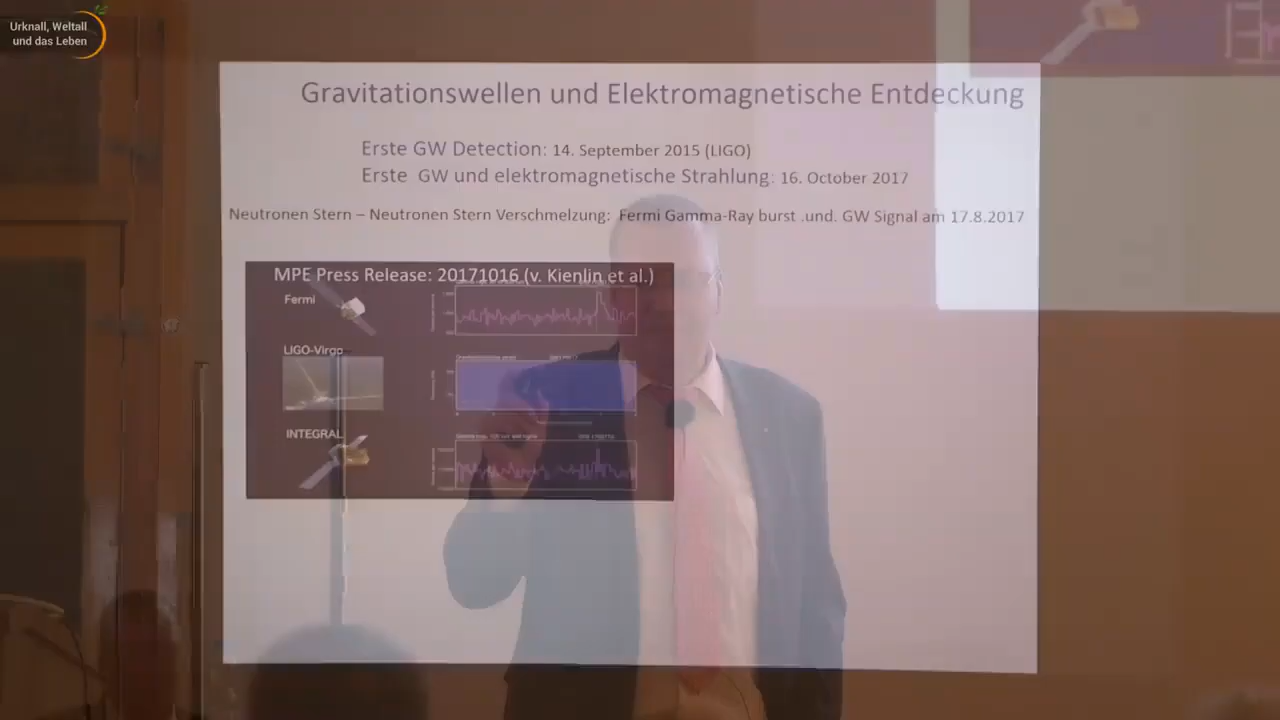 Urknall, Weltall
und das Leben
Gravitationswellen und Elektromagnetische Entdeckung
Erste GW Detection: 14. September 2015 (LIGO)
Erste GW und elektromagnetische Strahlung: 16. October 2017
Neutronen Stern – Neutronen Stern Verschmelzung: Fermi Gamma-Ray burst .und. GW Signal am 17.8.2017
MPE Press Release: 20171016 (v. Kienlin et al.)
Fermi
LIGO-Virgo
INTEGRAL